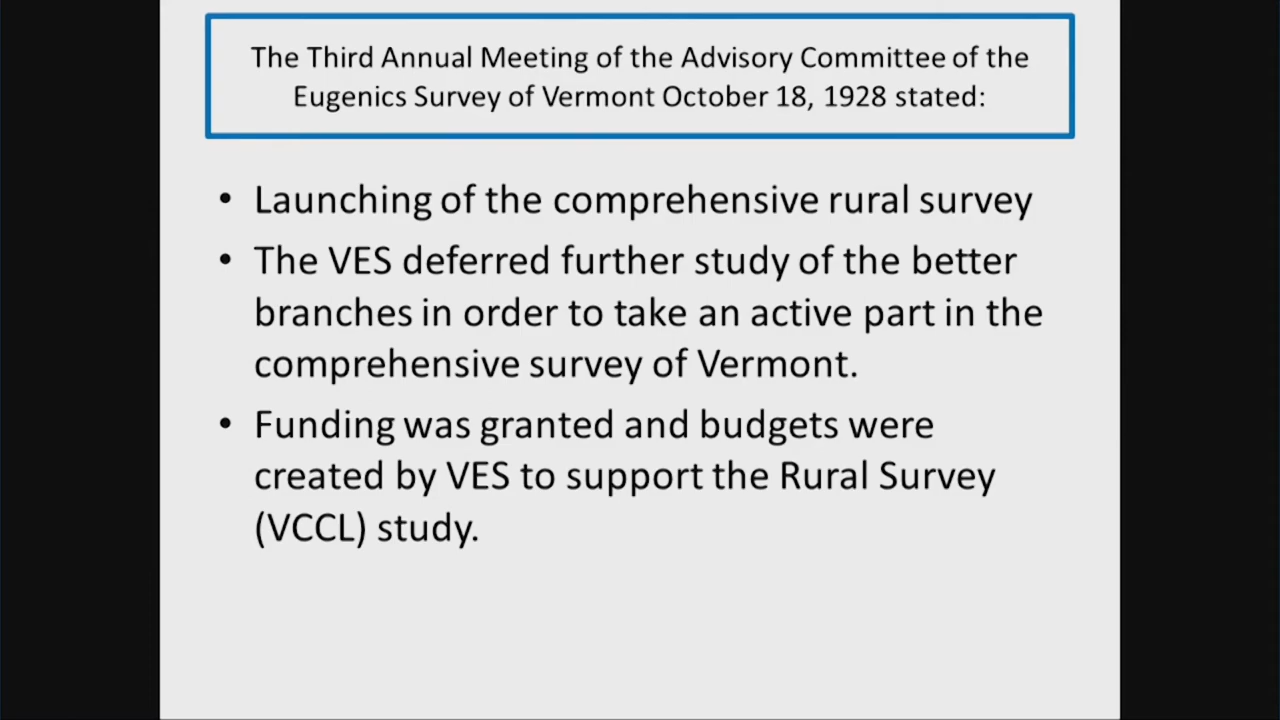 The Third Annual Meeting of the Advisory Committee of the
Eugenics Survey of Vermont October 18, 1928 stated:
• Launching of the comprehensive rural survey
• The VES deferred further study of the better
branches in order to take an active part in the
comprehensive survey of Vermont.
• Funding was granted and budgets were
created by VES to support the Rural Survey
(VCCL) study.